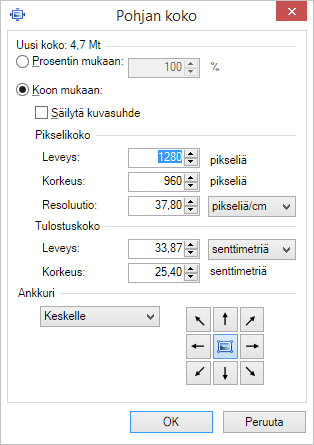 Pohjan koko
Uusi koko: 4,7 Mt
Prosentin mukaan: 100 %
Koon mukaan:
Säilytä kuvasuhde
Pikselikoko
Leveys: 1280 pikseliä
Korkeus: 960 pikseliä
Resoluutio: 37,80 pikseliä/cm
Tulostuskoko
Leveys: 33,87 senttimetriä
Korkeus: 25,40 senttimetriä
Ankkuri
Keskelle
OK Peruuta